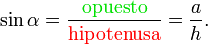 sin α = opuesto / hipotenusa = a / h.